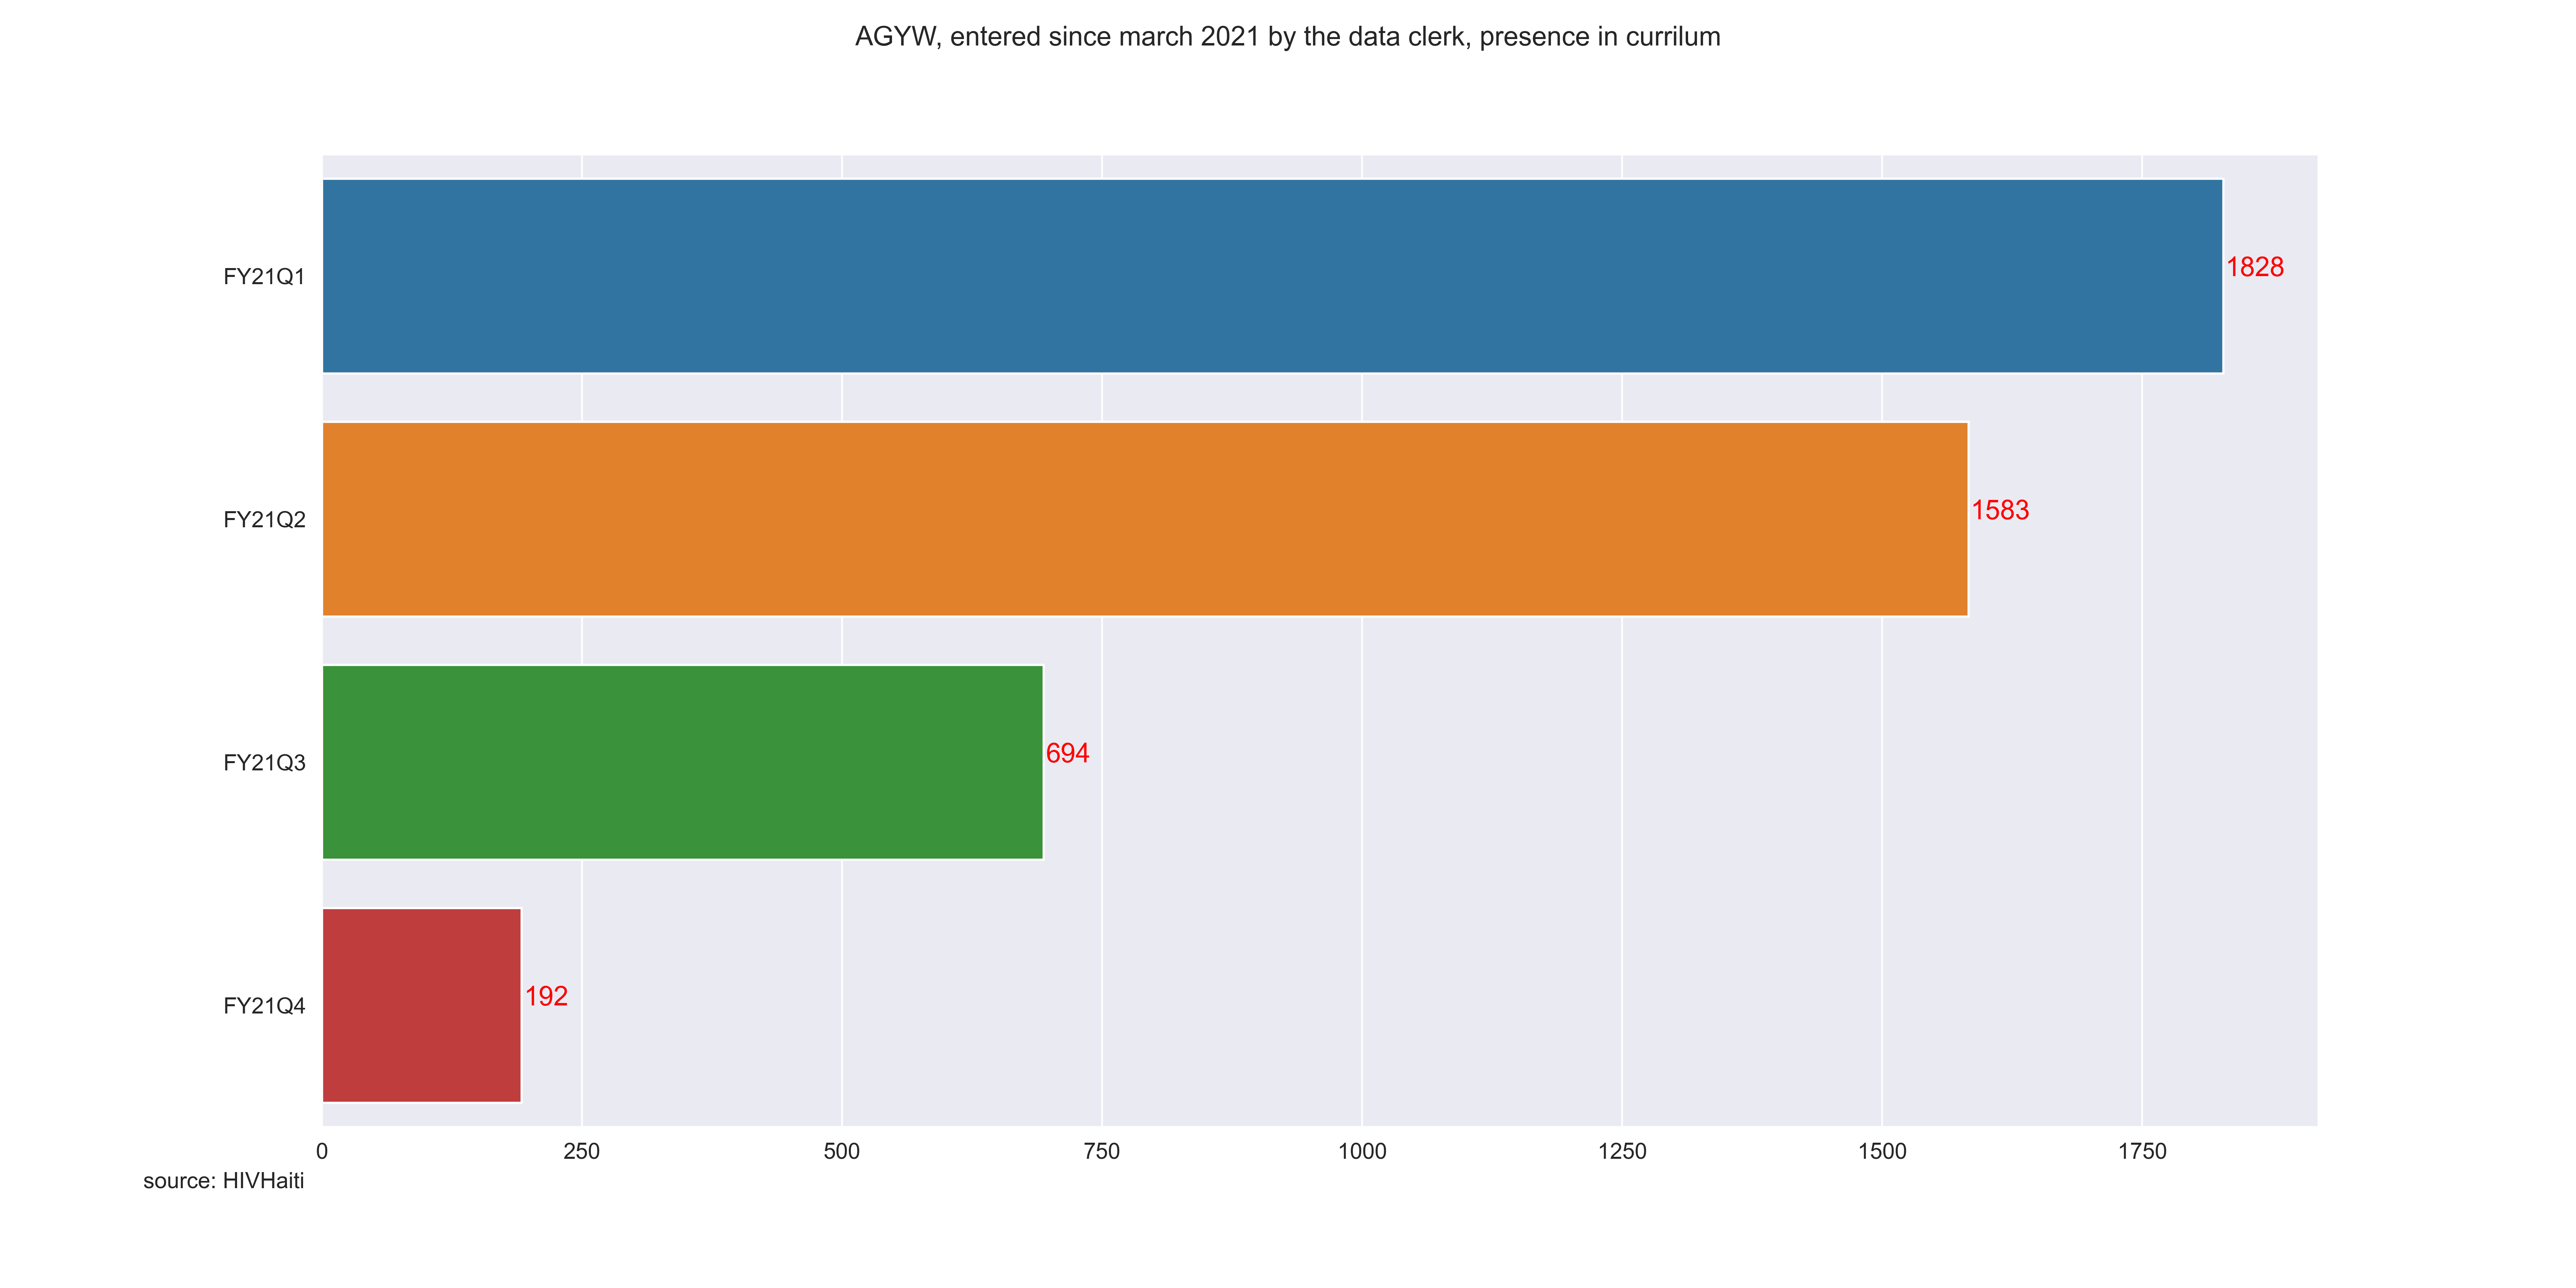 AGYW, entered since march 2021 by the data clerk, presence in currilum
FY21Q1
1828
FY21Q2
1583
FY21Q3
694
FY21Q4
192
0 250 500 750 1000 1250 1500 1750
source: HIVHaiti